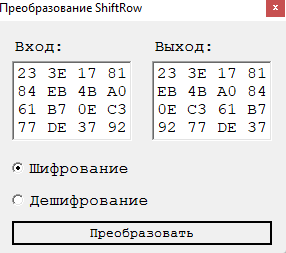 Преобразование ShiftRow x
Вход: Выход:
23 3E 17 81 23 3E 17 81
84 EB 4B A0 EB 4B A0 84
61 B7 0E C3 0E C3 61 B7
77 DE 37 92 92 77 DE 37
Шифрование
Дешифрование
Преобразовать